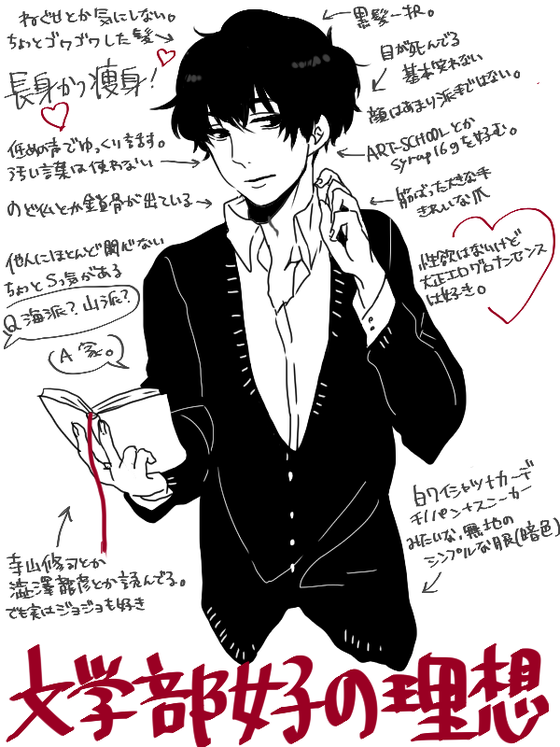 ねぐせとか気にしない。
ちょっとゴワゴワした髪
長身かつ痩身!
低めの声でゆっくり話します。
汚い言葉は使わない
のど仏とか鎖骨が出ている
他人にほとんど関心ない
ちょっとSっ気がある
Q 海派?山派?
A 家。
寺山修司とか
澁澤龍彦とか読んでる。
でも実はジョジョも好き
黒髪一択。
目が死んでる
基本笑わない
顔はあまり派手ではない。
ART-SCHOOLとか
Syrup16gを好む。
筋ばった大きな手
きれいな爪
性欲はないけど
大正エログロナンセンス
は好き。
白ワイシャツ+カーデ
チノパン+スニーカー
みたいな、無地の
シンプルな服(暗色)
文学部女子の理想